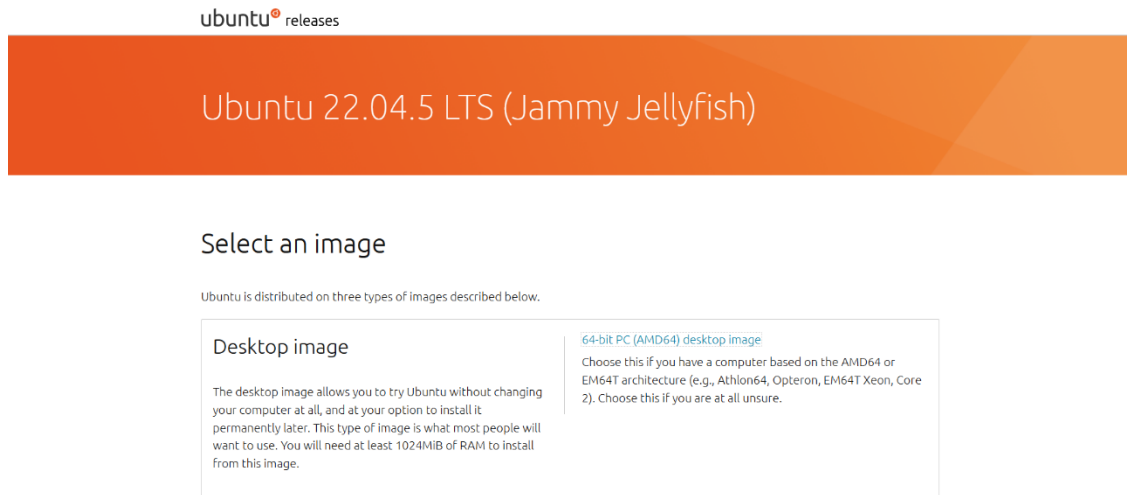 ubuntu releases
Ubuntu 22.04.5 LTS (Jammy Jellyfish)
Select an image
Ubuntu is distributed on three types of images described below.
Desktop image
The desktop image allows you to try Ubuntu without changing
your computer at all, and at your option to install it
permanently later. This type of image is what most people will
want to use. You will need at least 1024MiB of RAM to install
from this image.
64-bit PC (AMD64) desktop image
Choose this if you have a computer based on the AMD64 or
EM64T architecture (e.g., Athlon64, Opteron, EM64T Xeon, Core
2). Choose this if you are at all unsure.